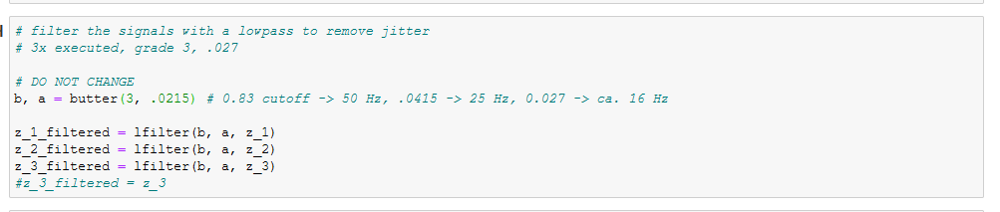 # filter the signals with a lowpass to remove jitter
# 3x executed, grade 3, .027
# DO NOT CHANGE
b, a = butter(3, .0215) # 0.83 cutoff -> 50 Hz, .0415 -> 25 Hz, 0.027 -> ca. 16 Hz
z_1_filtered = lfilter(b, a, z_1)
z_2_filtered = lfilter(b, a, z_2)
z_3_filtered = lfilter(b, a, z_3)
#z_3_filtered = z_3